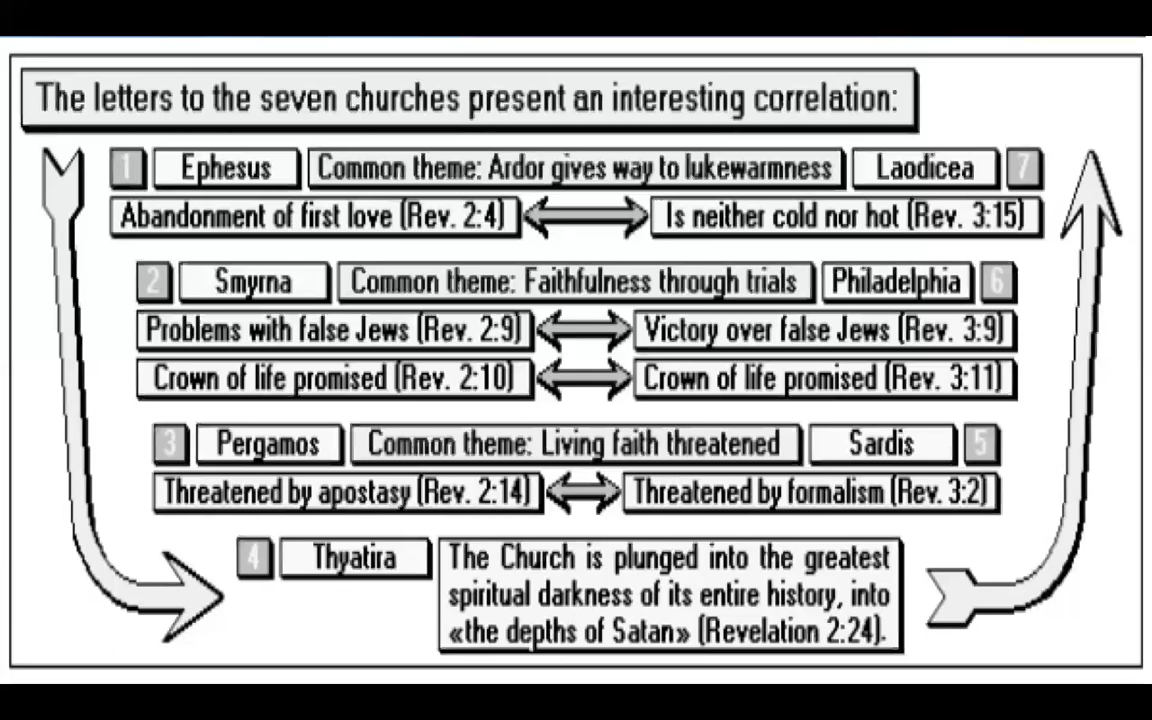 The letters to the seven churches present an interesting correlation:
1 Ephesus Common theme: Ardor gives way to lukewarmness Laodicea 7
Abandonment of first love (Rev. 2:4) Is neither cold nor hot (Rev. 3:15)
2 Smyrna Common theme: Faithfulness through trials Philadelphia 6
Problems with false Jews (Rev. 2:9) Victory over false Jews (Rev. 3:9)
Crown of life promised (Rev. 2:10) Crown of life promised (Rev. 3:11)
3 Pergamos Common theme: Living faith threatened Sardis 5
Threatened by apostasy (Rev. 2:14) Threatened by formalism (Rev. 3:2)
4 Thyatira The Church is plunged into the greatest
spiritual darkness of its entire history, into
«the depths of Satan» (Revelation 2:24).